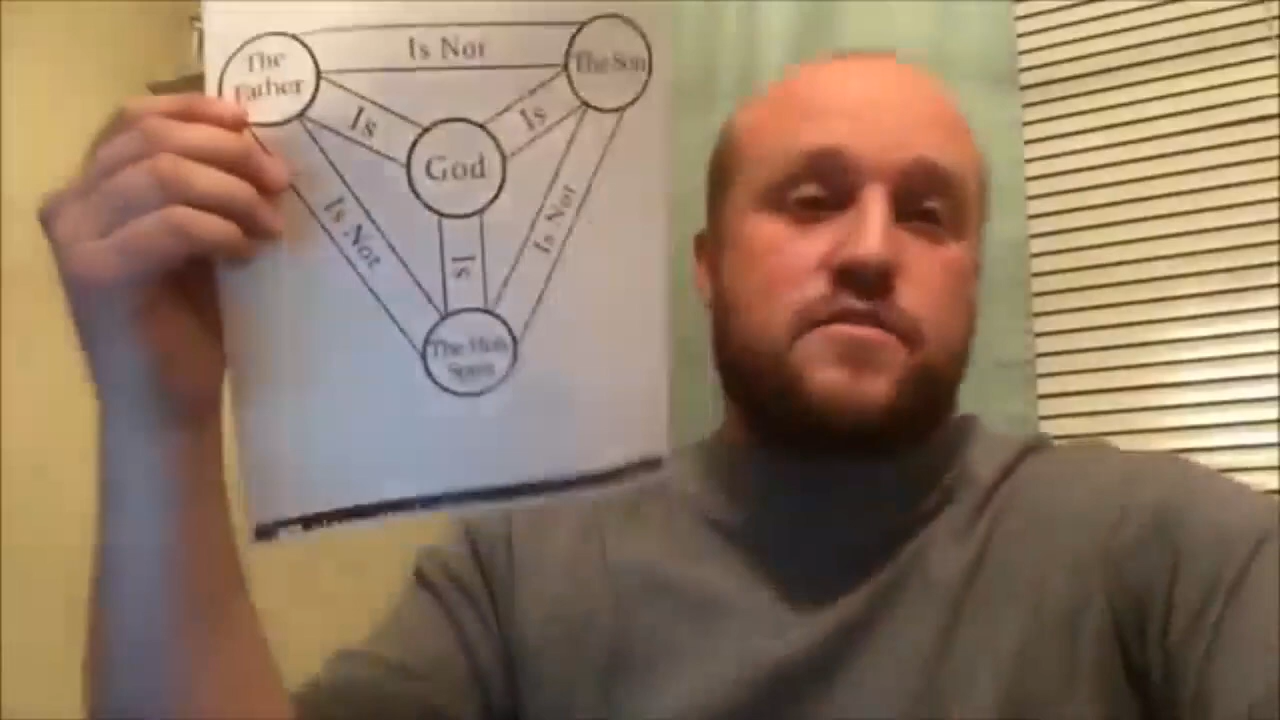 The
Father
Is Not
The Son
Is
Is
God
Is Not
Is Not
Is
The Holy
Spirit